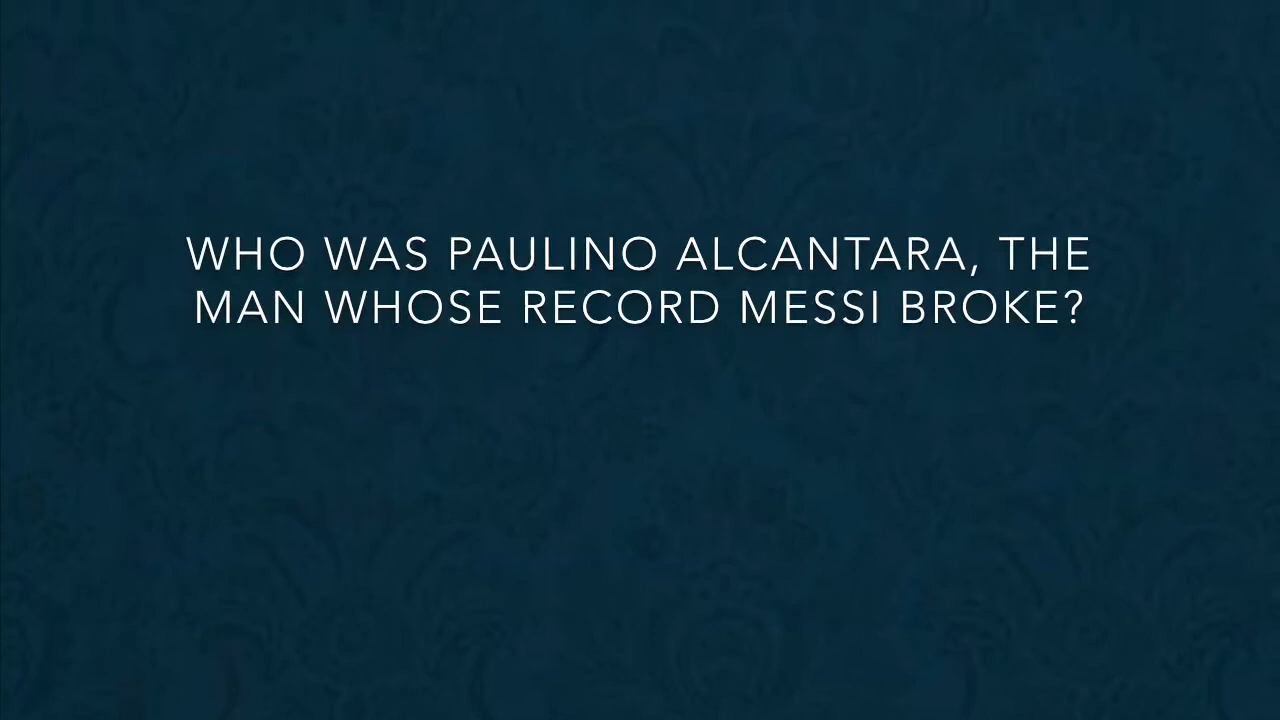 WHO WAS PAULINO ALCANTARA, THE
MAN WHOSE RECORD MESSI BROKE?